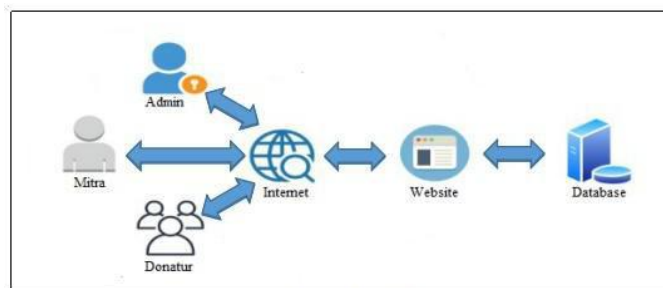 Admin
Mitra
Internet
Website
Database
Donatur